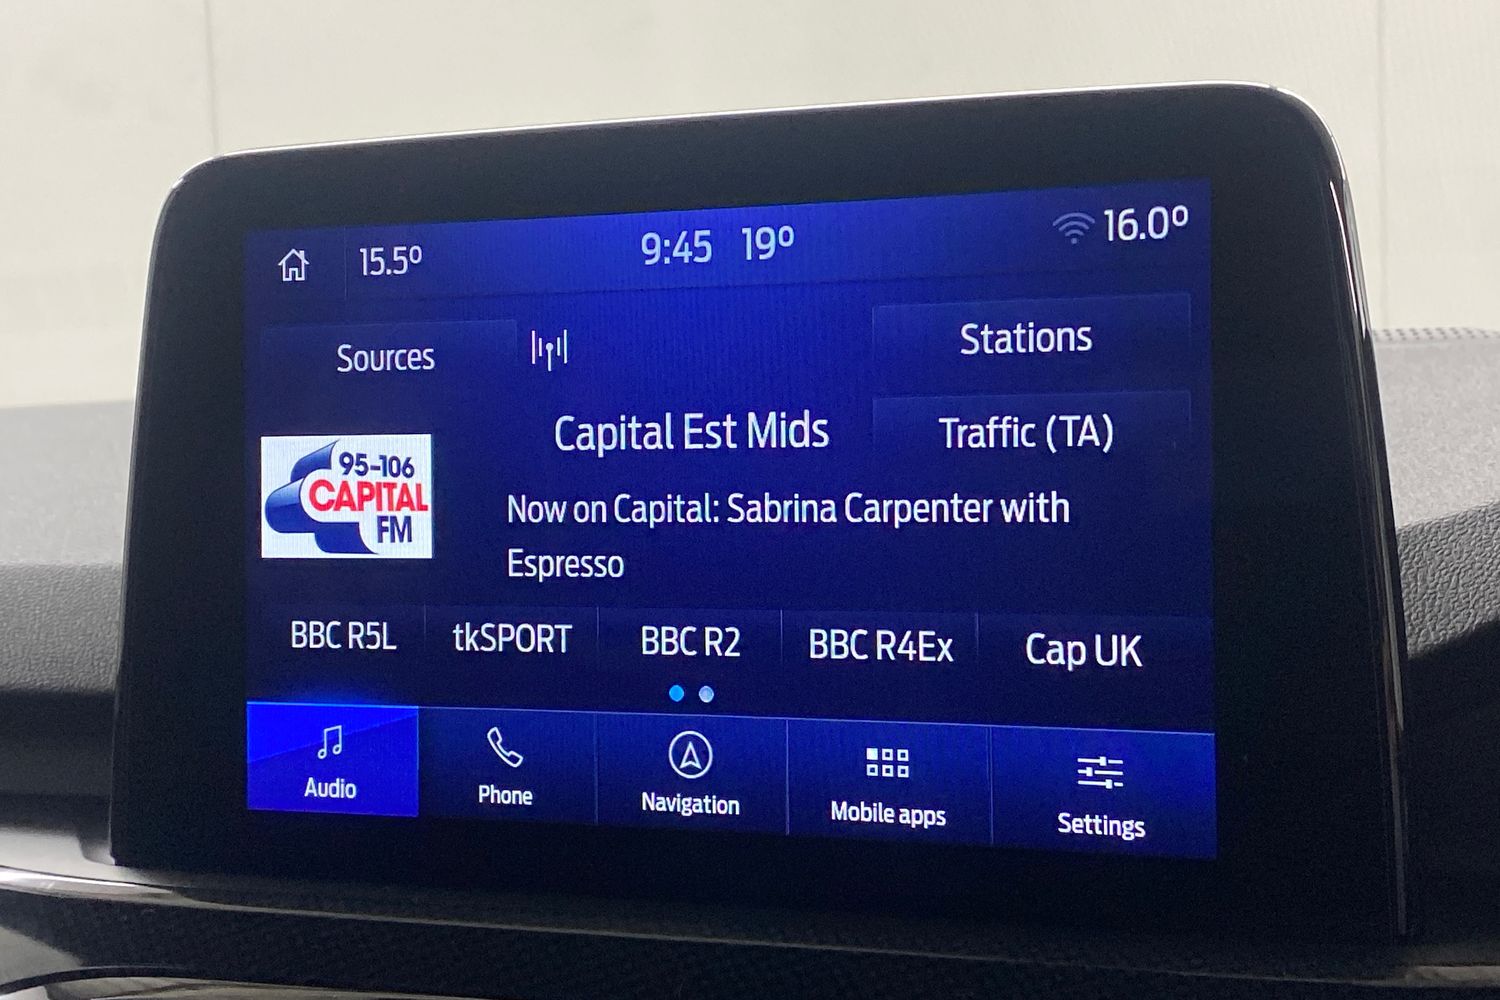 15.5º
9:45 19º
16.0º
Sources
Stations
Capital Est Mids
Traffic (TA)
95-106
CAPITAL
FM
Now on Capital: Sabrina Carpenter with
Espresso
BBC R5L
tkSPORT
BBC R2
BBC R4Ex
Cap UK
Audio
Phone
Navigation
Mobile apps
Settings